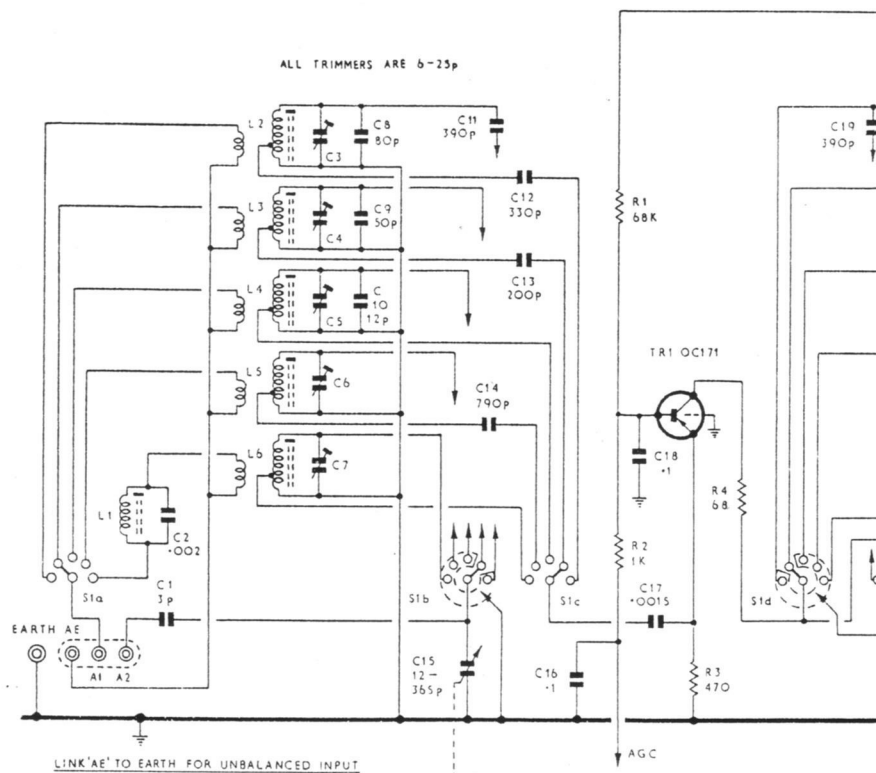 ALL TRIMMERS ARE 6-25p
L2
C3
C8
80p
C11
390p
C19
390p
C12
330p
L3
C4
C9
50p
R1
68K
C13
200p
L4
C5
C
10
12p
TR1 OC171
L5
C6
C14
790p
L6
C7
C18
·1
R4
68
L1
C2
·002
R2
1K
S1a
C1
3p
S1b
S1c
C17
·0015
S1d
EARTH AE
A1 A2
C15
12-
365p
C16
·1
R3
470
AGC
LINK 'AE' TO EARTH FOR UNBALANCED INPUT